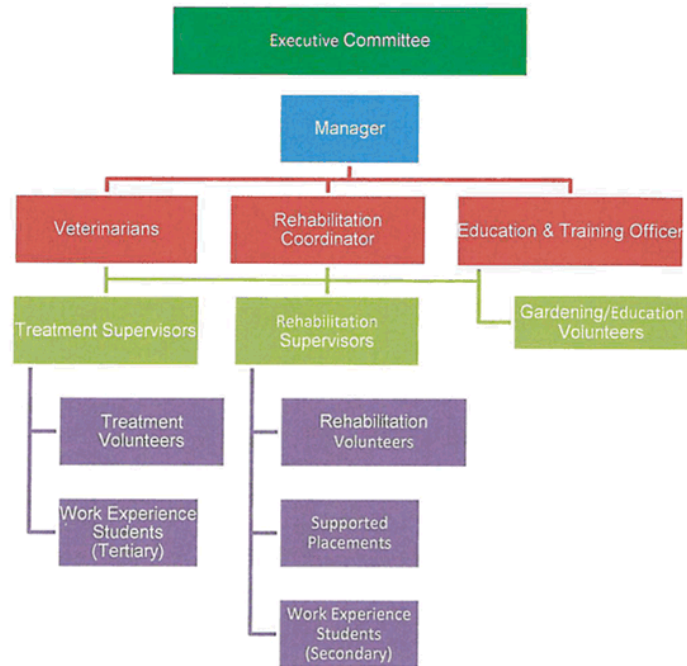 Executive Committee
Manager
Veterinarians
Rehabilitation
Coordinator
Education & Training Officer
Treatment Supervisors
Rehabilitation
Supervisors
Gardening/Education
Volunteers
Treatment
Volunteers
Rehabilitation
Volunteers
Work Experience
Students
(Tertiary)
Supported
Placements
Work Experience
Students
(Secondary)